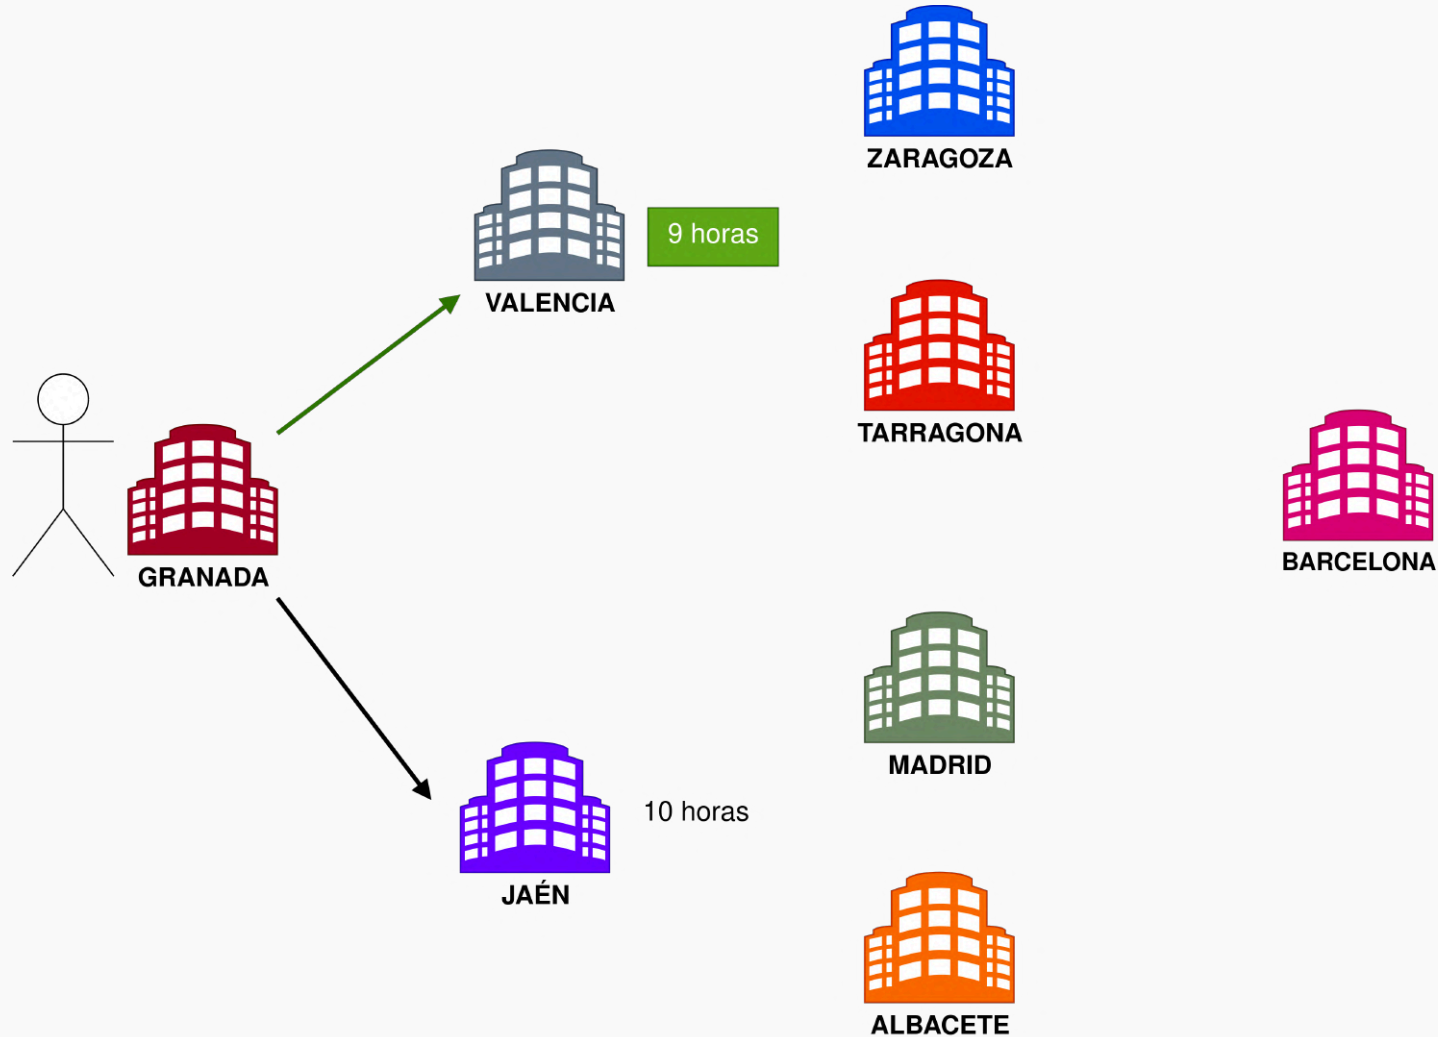 ZARAGOZA
9 horas
VALENCIA
TARRAGONA
GRANADA
BARCELONA
MADRID
10 horas
JAÉN
ALBACETE